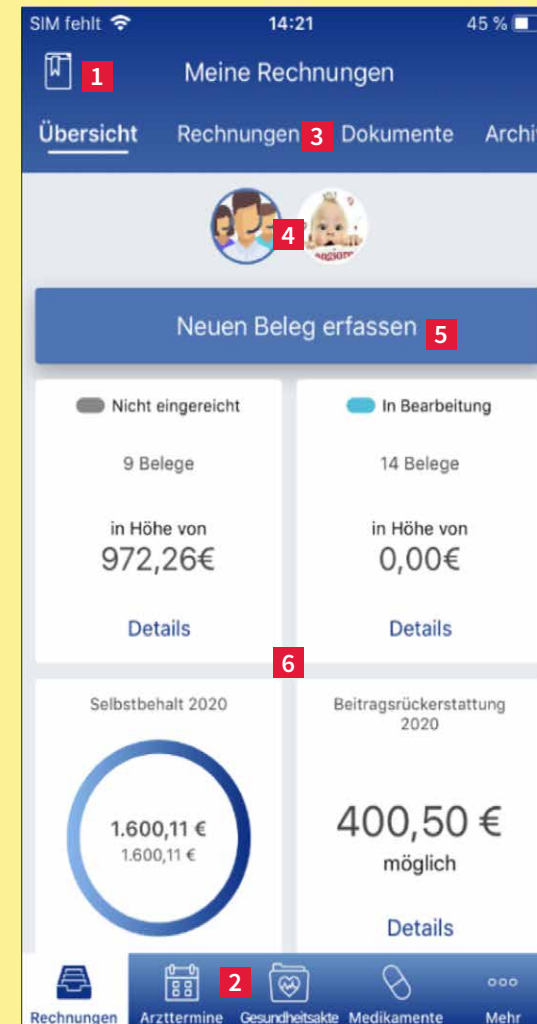 SIM fehlt 14:21 45 %
1 Meine Rechnungen
Übersicht Rechnungen 3 Dokumente Archiv
4
Neuen Beleg erfassen 5
Nicht eingereicht
9 Belege
in Höhe von
972,26€
Details
In Bearbeitung
14 Belege
in Höhe von
0,00€
Details
6
Selbstbehalt 2020
1.600,11 €
1.600,11 €
Beitragsrückerstattung
2020
400,50 €
möglich
Details
2
Rechnungen Arzttermine Gesundheitsakte Medikamente Mehr